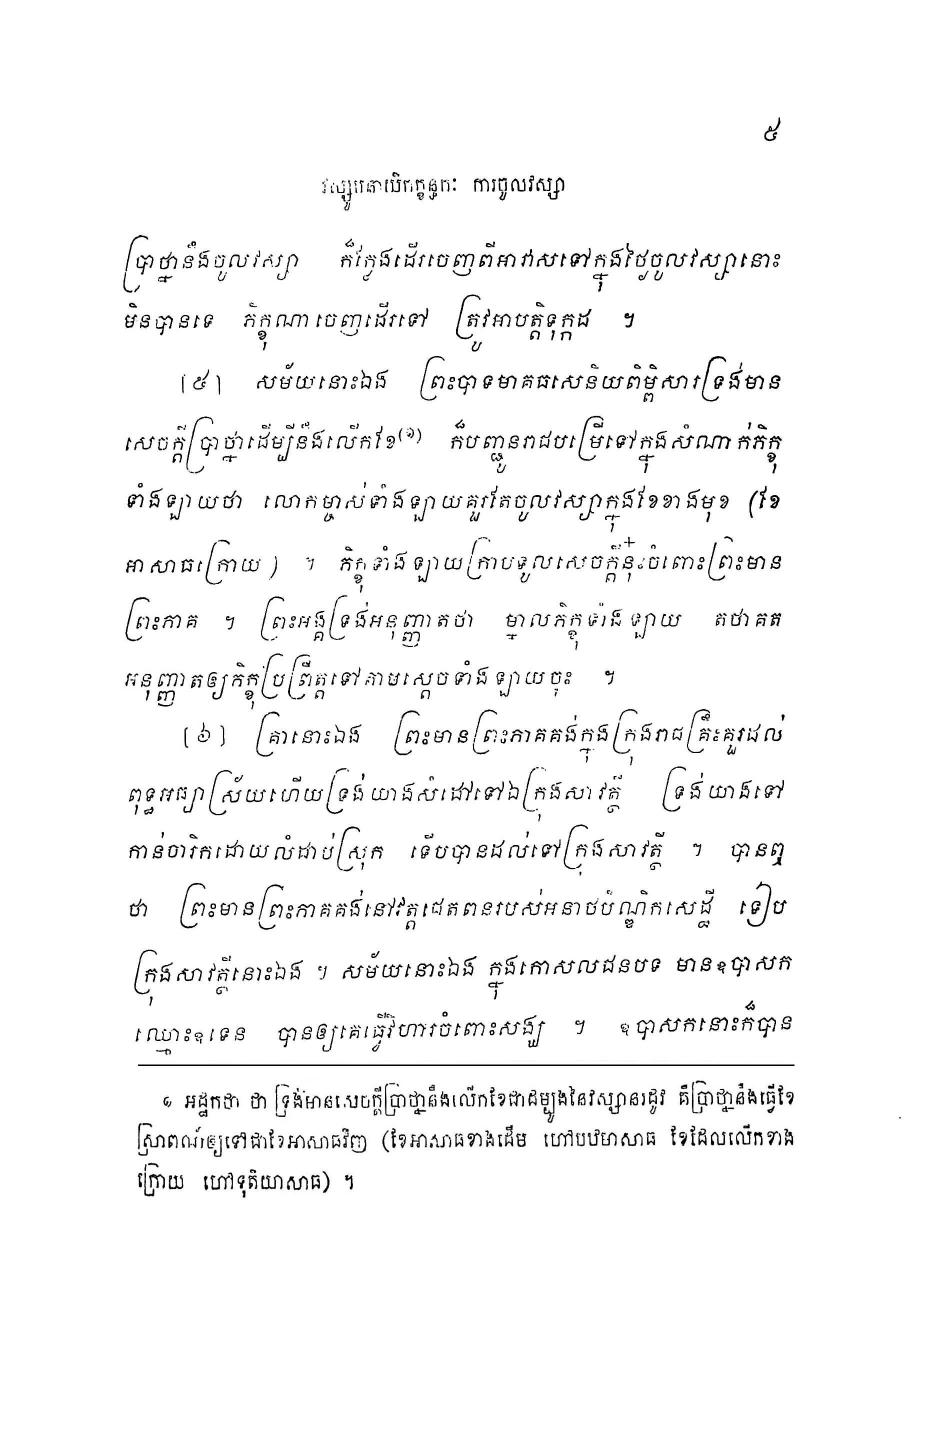 ៥
វស្សូបនាយិកក្ខន្ធកៈ ការចូលវស្សា
ប្រាថ្នានឹងចូលវស្សា ក៏ក្លែងដើរចេញពីអាវាសទៅក្នុងថ្ងៃចូលវស្សានោះ
មិនបានទេ ភិក្ខុណាចេញដើរទៅ ត្រូវអាបត្តិទុក្កដ ។
[៥] សម័យនោះឯង ព្រះបាទមាគធសេនិយពិម្ពិសារទ្រង់មាន
សេចក្តីប្រាថ្នាដើម្បីនឹងលើកខែ(១) ក៏បញ្ជូនរាជបម្រើទៅក្នុងសំណាក់ភិក្ខុ
ទាំងឡាយថា លោកម្ចាស់ទាំងឡាយគួរតែចូលវស្សាក្នុងខែខាងមុខ (ខែ
អាសាធក្រោយ) ។ ភិក្ខុទាំងឡាយក្រាបទូលសេចក្តីនុ៎ះចំពោះព្រះមាន
ព្រះភាគ ។ ព្រះអង្គទ្រង់អនុញ្ញាតថា ម្នាលភិក្ខុទាំងឡាយ តថាគត
អនុញ្ញាតឲ្យភិក្ខុប្រព្រឹត្តទៅតាមស្តេចទាំងឡាយចុះ ។
[៦] គ្រានោះឯង ព្រះមានព្រះភាគគង់ក្នុងក្រុងរាជគ្រឹះគួរដល់
ពុទ្ធអធ្យាស្រ័យហើយទ្រង់យាងសំដៅទៅឯក្រុងសាវត្ថី ទ្រង់យាងទៅ
កាន់ចារិកដោយលំដាប់ស្រុក ទើបបានដល់ទៅក្រុងសាវត្ថី ។ បានឮ
ថា ព្រះមានព្រះភាគគង់នៅវត្តជេតពនរបស់អនាថបិណ្ឌិកសេដ្ឋី ទៀប
ក្រុងសាវត្ថីនោះឯង ។ សម័យនោះឯង ក្នុងកោសលជនបទ មានឧបាសក
ឈ្មោះឧទេន បានឲ្យគេធ្វើវិហារចំពោះសង្ឃ ។ ឧបាសកនោះក៏បាន
១ អដ្ឋកថា ថា ទ្រង់មានសេចក្តីប្រាថ្នានឹងលើកខែជាដម្បូងនៃវស្សានរដូវ គឺប្រាថ្នានឹងធ្វើខែ
ស្រាពណ៍ឲ្យទៅជាខែអាសាធវិញ (ខែអាសាធខាងដើម ហៅបឋមាសាធ ខែដែលលើកខាង
ក្រោយ ហៅទុតិយាសាធ) ។